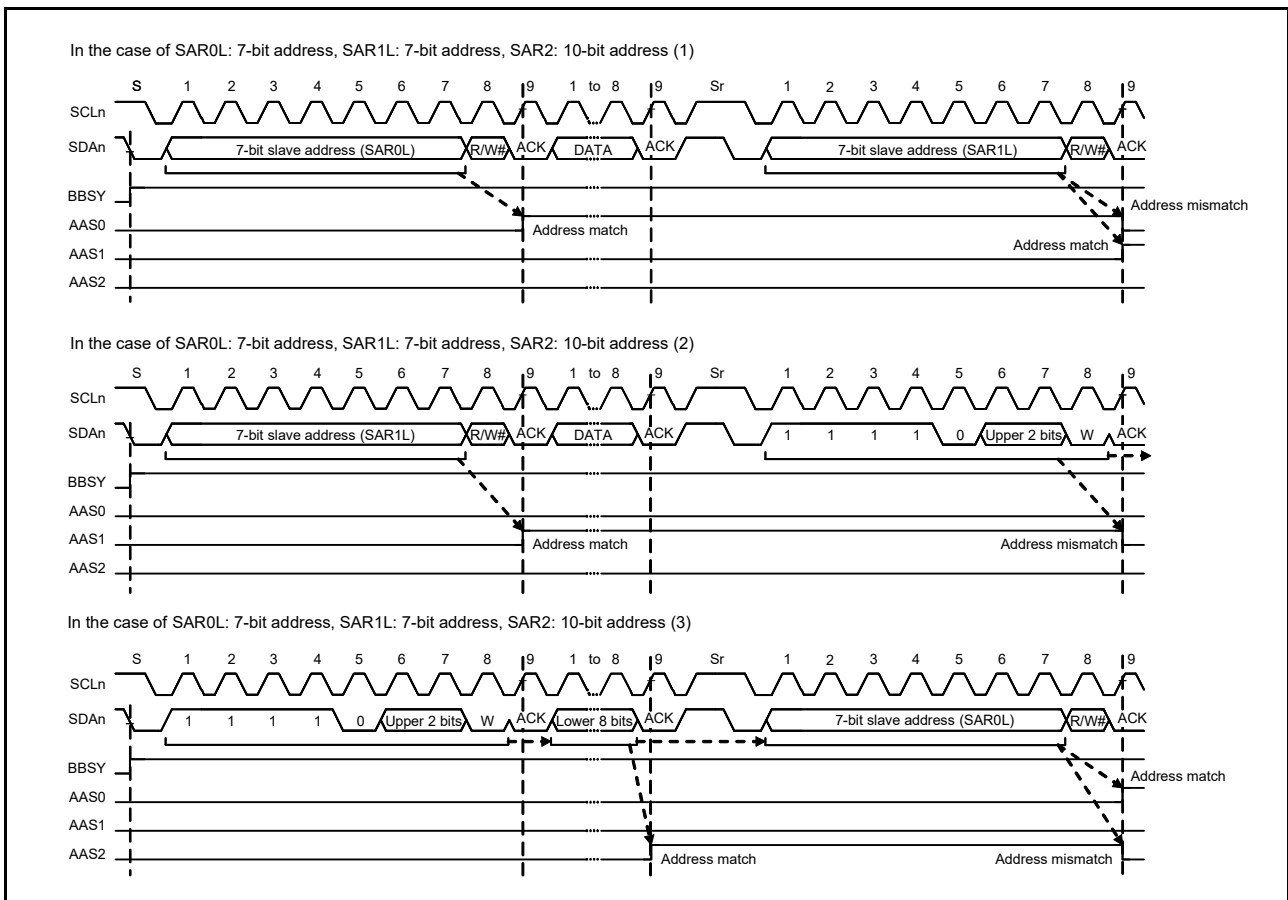 In the case of SAR0L: 7-bit address, SAR1L: 7-bit address, SAR2: 10-bit address (1)
S 1 2 3 4 5 6 7 8 9 1 to 8 9 Sr 1 2 3 4 5 6 7 8 9
SCLn
SDAn 7-bit slave address (SAR0L) R/W# ACK DATA ACK 7-bit slave address (SAR1L) R/W# ACK
BBSY
Address mismatch
AAS0 Address match
Address match
AAS1
AAS2
In the case of SAR0L: 7-bit address, SAR1L: 7-bit address, SAR2: 10-bit address (2)
S 1 2 3 4 5 6 7 8 9 1 to 8 9 Sr 1 2 3 4 5 6 7 8 9
SCLn
SDAn 7-bit slave address (SAR1L) R/W# ACK DATA ACK 1 1 1 1 0 Upper 2 bits W ACK
BBSY
AAS0
AAS1 Address match Address mismatch
AAS2
In the case of SAR0L: 7-bit address, SAR1L: 7-bit address, SAR2: 10-bit address (3)
S 1 2 3 4 5 6 7 8 9 1 to 8 9 Sr 1 2 3 4 5 6 7 8 9
SCLn
SDAn 1 1 1 1 0 Upper 2 bits W ACK Lower 8 bits ACK 7-bit slave address (SAR0L) R/W# ACK
BBSY
Address match
AAS0
AAS1
AAS2 Address match Address mismatch